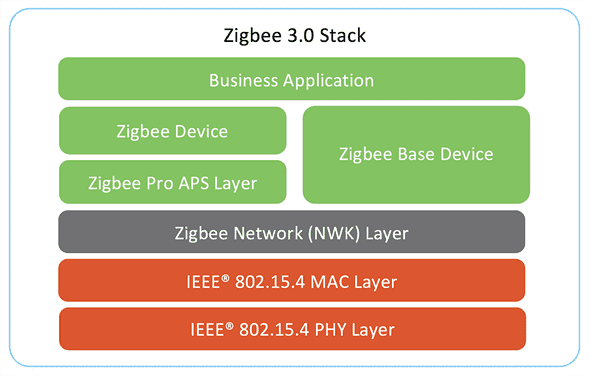 Zigbee 3.0 Stack
Business Application
Zigbee Device
Zigbee Base Device
Zigbee Pro APS Layer
Zigbee Network (NWK) Layer
IEEE® 802.15.4 MAC Layer
IEEE® 802.15.4 PHY Layer